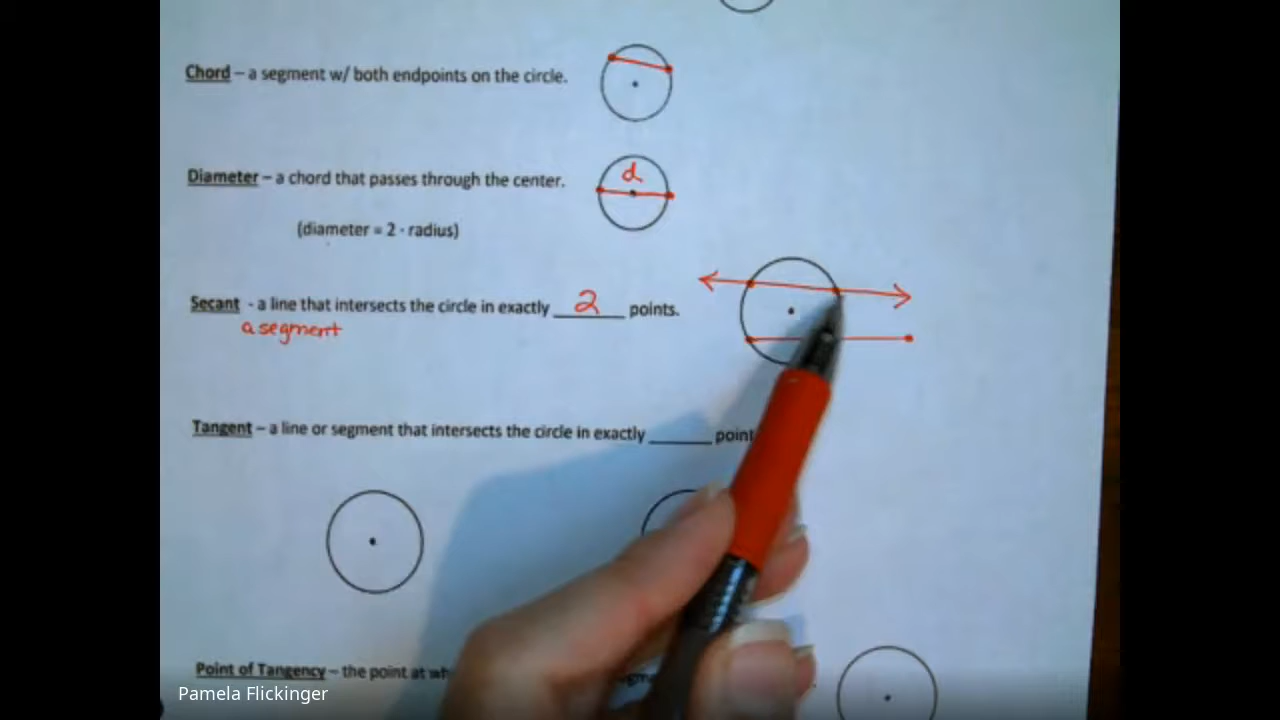 Chord – a segment w/ both endpoints on the circle.
d
Diameter – a chord that passes through the center.
(diameter = 2 · radius)
Secant - a line that intersects the circle in exactly 2 points.
a segment
Tangent – a line or segment that intersects the circle in exactly ______ point
Point of Tangency – the point at
Pamela Flickinger